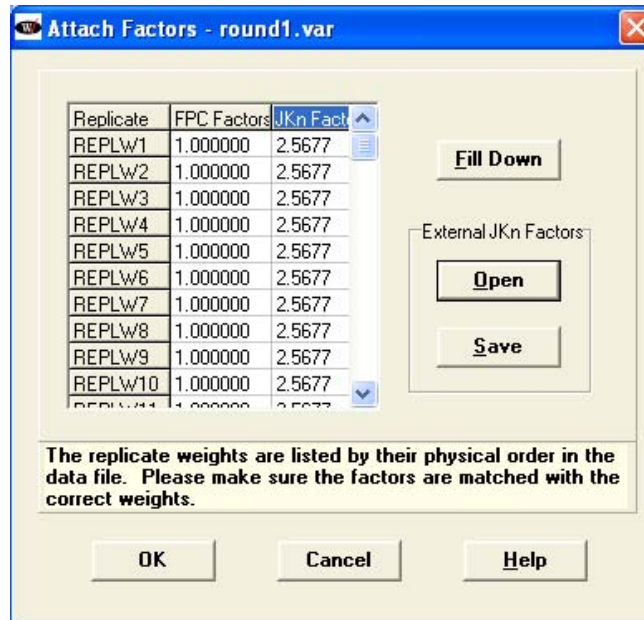 Attach Factors - round1.var
Replicate FPC Factors JKn Fact
REPLW1 1.000000 2.5677
REPLW2 1.000000 2.5677
REPLW3 1.000000 2.5677
REPLW4 1.000000 2.5677
REPLW5 1.000000 2.5677
REPLW6 1.000000 2.5677
REPLW7 1.000000 2.5677
REPLW8 1.000000 2.5677
REPLW9 1.000000 2.5677
REPLW10 1.000000 2.5677
Fill Down
External JKn Factors
Open
Save
The replicate weights are listed by their physical order in the
data file. Please make sure the factors are matched with the
correct weights.
OK Cancel Help